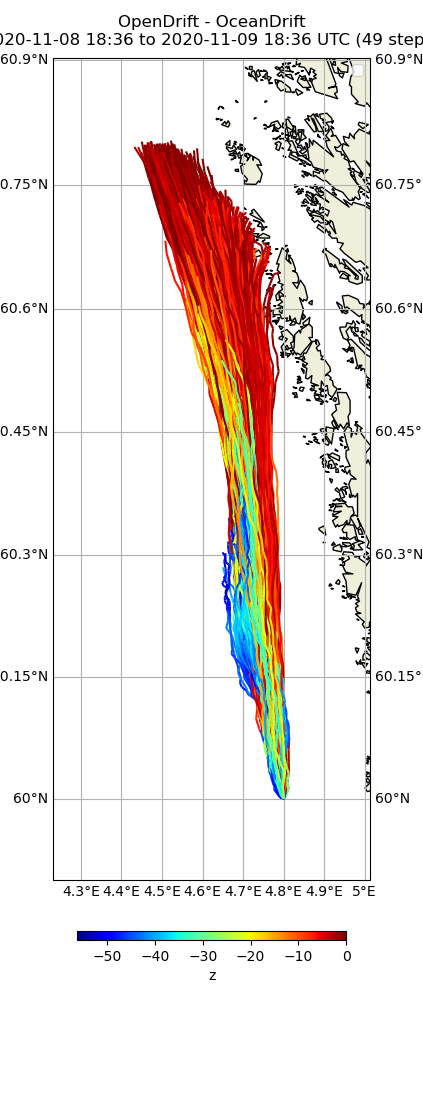 OpenDrift - OceanDrift
020-11-08 18:36 to 2020-11-09 18:36 UTC (49 step
60.9°N 60.9°N
0.75°N 60.75°
60.6°N 60.6°N
0.45°N 60.45°
60.3°N 60.3°N
0.15°N 60.15°
60°N 60°N
4.3°E 4.4°E 4.5°E 4.6°E 4.7°E 4.8°E 4.9°E 5°E
−50 −40 −30 −20 −10 0
z